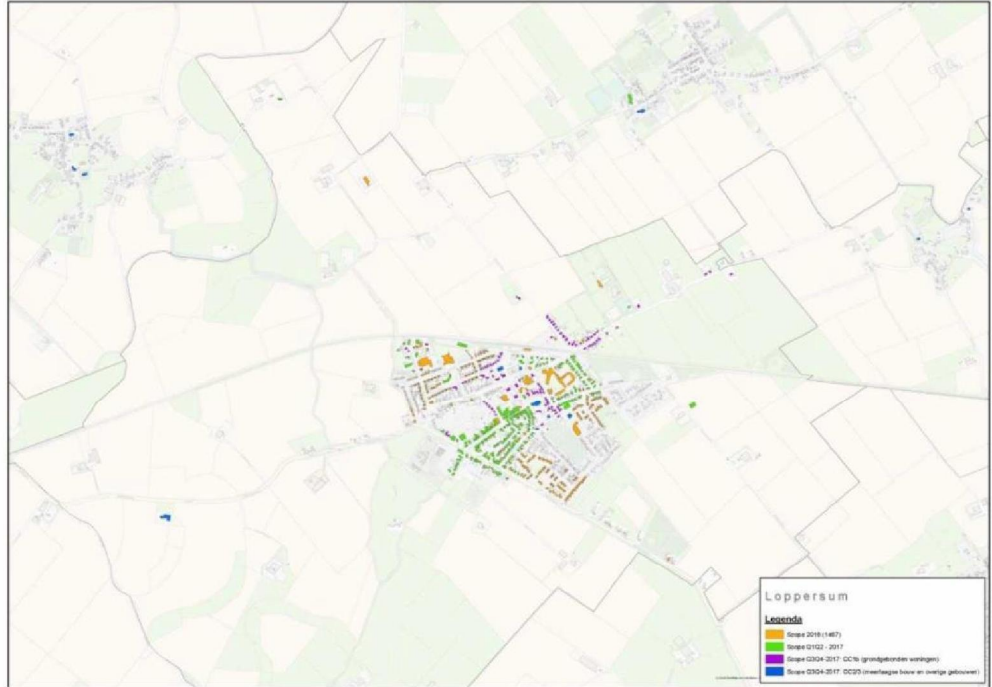 Loppersum
Legenda
Scope 2016 (1467)
Scope Q1Q2 - 2017
Scope Q3Q4-2017: CC1b (grondgebonden woningen)
Scope Q3Q4-2017: CC2/3 (meerlaagse bouw en overige gebouwen)